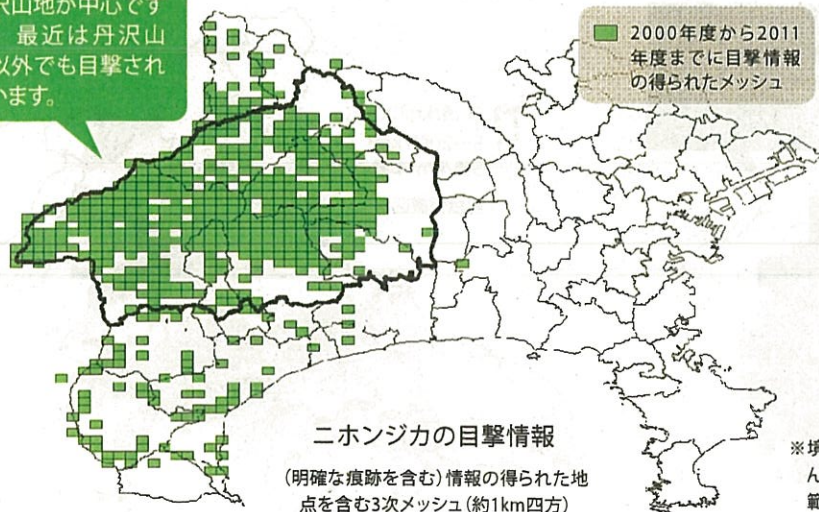 沢山地が中心です
最近は丹沢山
以外でも目撃され
います。
2000年度から2011
年度までに目撃情報
の得られたメッシュ
ニホンジカの目撃情報
(明確な痕跡を含む)情報の得られた地
点を含む3次メッシュ(約1km四方)
※境
ん
範